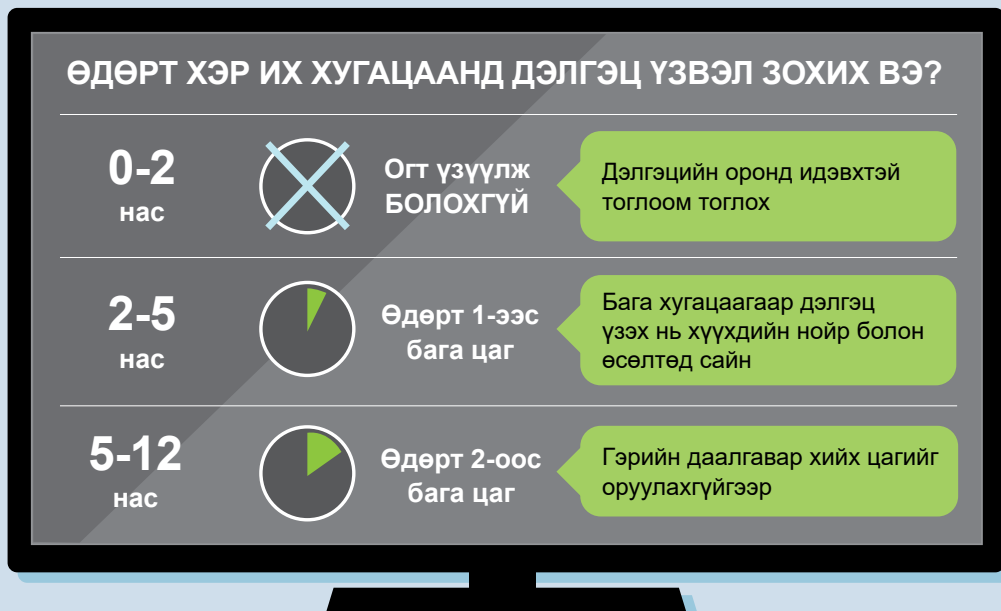 ӨДӨРТ ХЭР ИХ ХУГАЦААНД ДЭЛГЭЦ ҮЗВЭЛ ЗОХИХ ВЭ?
0-2
нас
Огт үзүүлж
БОЛОХГҮЙ
Дэлгэцийн оронд идэвхтэй
тоглоом тоглох
2-5
нас
Өдөрт 1-ээс
бага цаг
Бага хугацаагаар дэлгэц
үзэх нь хүүхдийн нойр болон
өсөлтөд сайн
5-12
нас
Өдөрт 2-оос
бага цаг
Гэрийн даалгавар хийх цагийг
оруулахгүйгээр